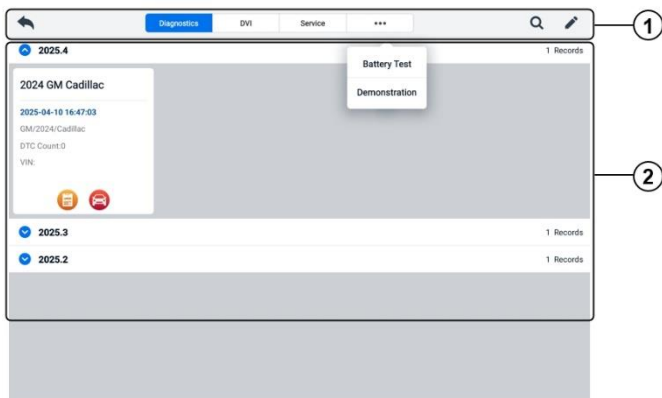 Diagnostics DVI Service •••
1
2025.4 1 Records
Battery Test
Demonstration
2024 GM Cadillac
2025-04-10 16:47:03
GM/2024/Cadillac
DTC Count:0
VIN:
2
2025.3 1 Records
2025.2 1 Records